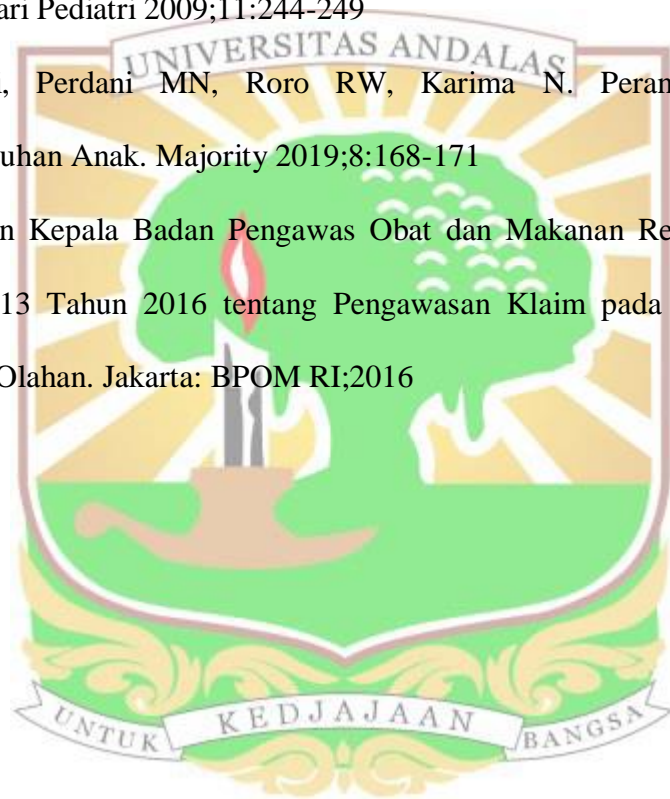 ari Pediatri 2009;11:244-249
UNIVERSITAS ANDALAS
i, Perdani MN, Roro RW, Karima N. Peran
uhan Anak. Majority 2019;8:168-171
n Kepala Badan Pengawas Obat dan Makanan Re
13 Tahun 2016 tentang Pengawasan Klaim pada
Olahan. Jakarta: BPOM RI;2016
UNTUK KEDJAJAAN BANGSA